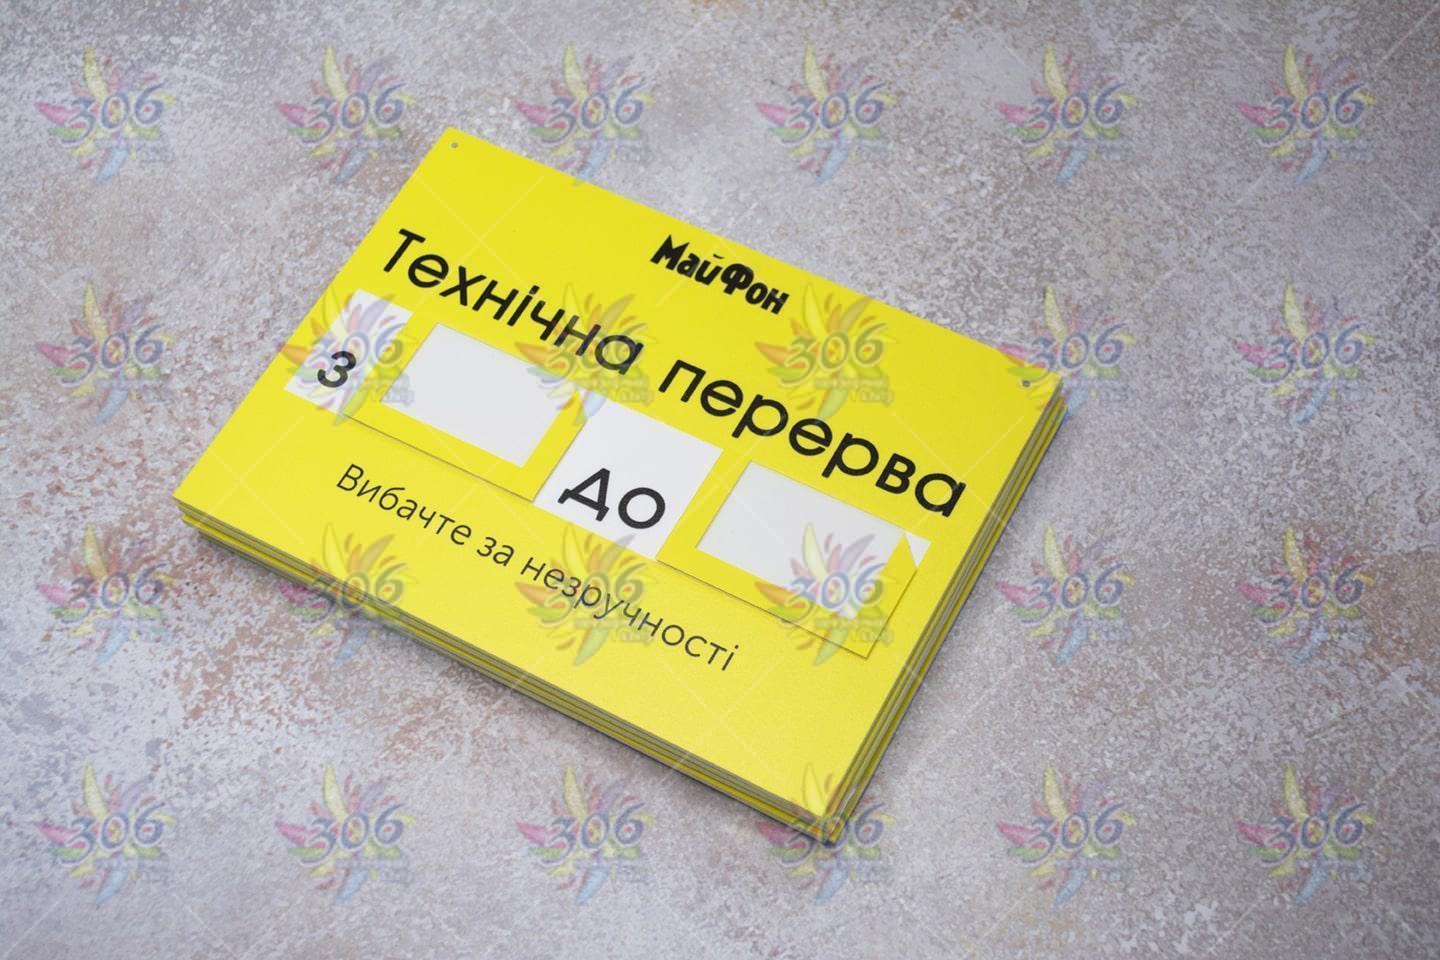 МайФон
Технічна перерва
з до
Вибачте за незручності
306